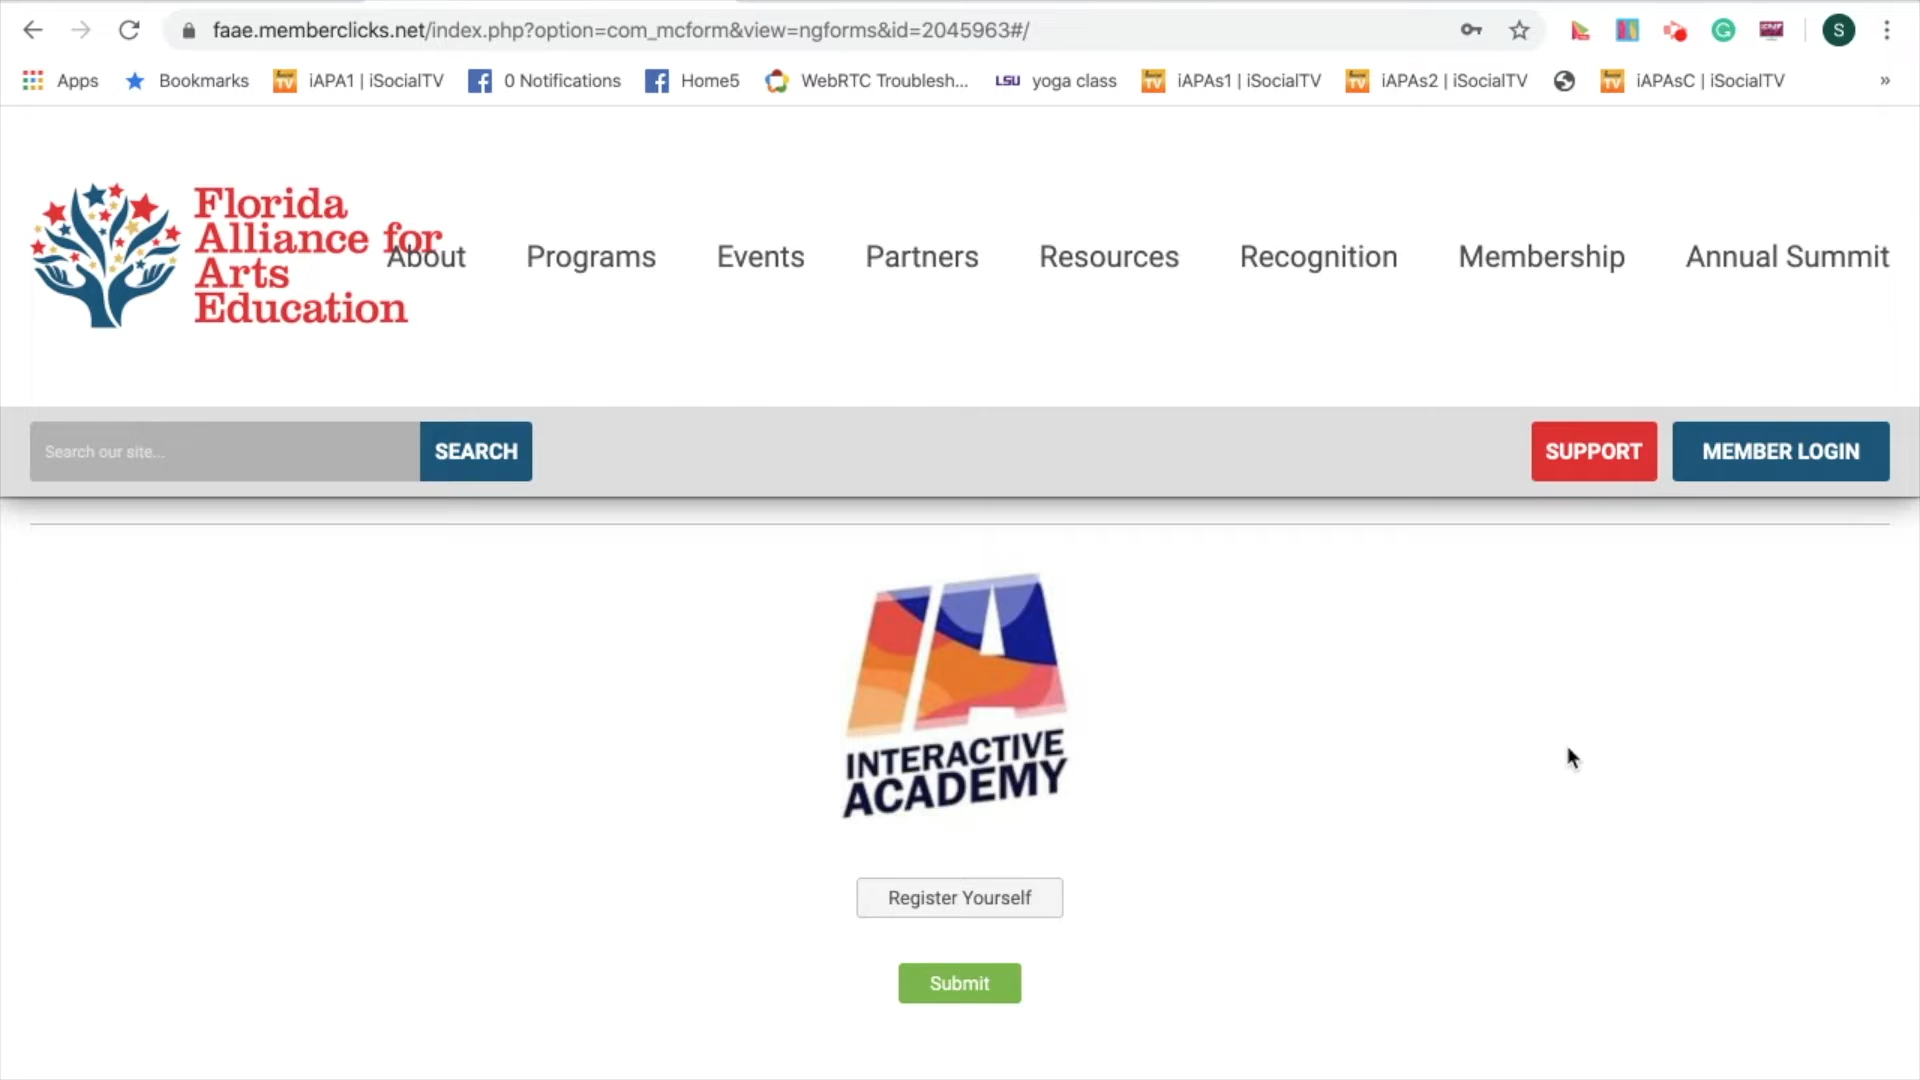 faae.memberclicks.net/index.php?option=com_mcform&view=ngforms&id=2045963#/
S
Apps
Bookmarks
iAPA1 | iSocialTV
0 Notifications
Home5
WebRTC Troublesh...
LSU yoga class
iAPAs1 | iSocialTV
iAPAs2 | iSocialTV
iAPAsC | iSocialTV
»
Florida
Alliance for
Arts
Education
About
Programs
Events
Partners
Resources
Recognition
Membership
Annual Summit
Search our site...
SEARCH
SUPPORT
MEMBER LOGIN
IA
INTERACTIVE
ACADEMY
Register Yourself
Submit